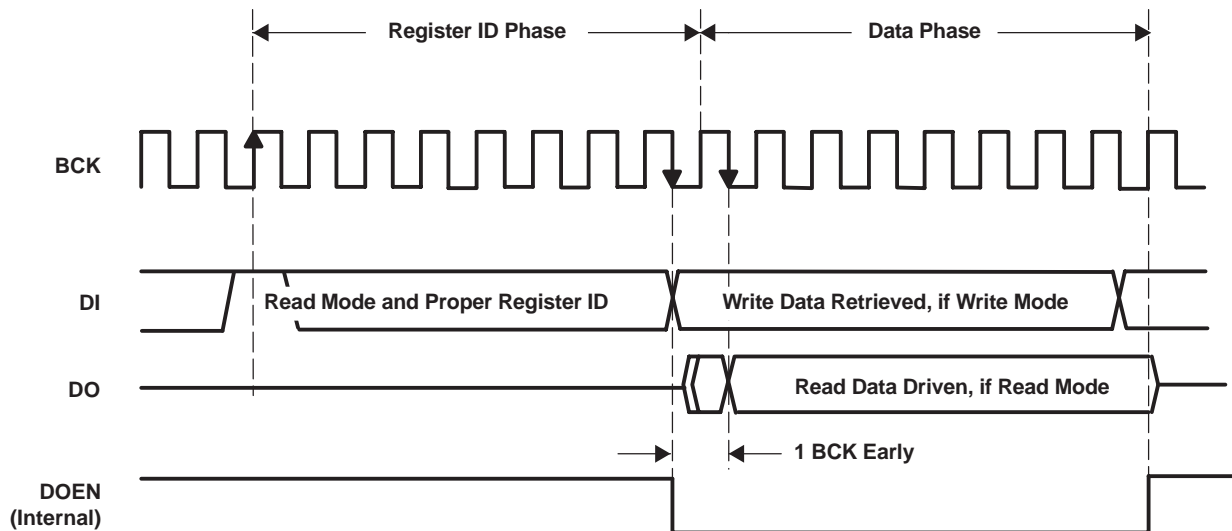 Register ID Phase
Data Phase
BCK
DI
Read Mode and Proper Register ID
Write Data Retrieved, if Write Mode
DO
Read Data Driven, if Read Mode
1 BCK Early
DOEN
(Internal)